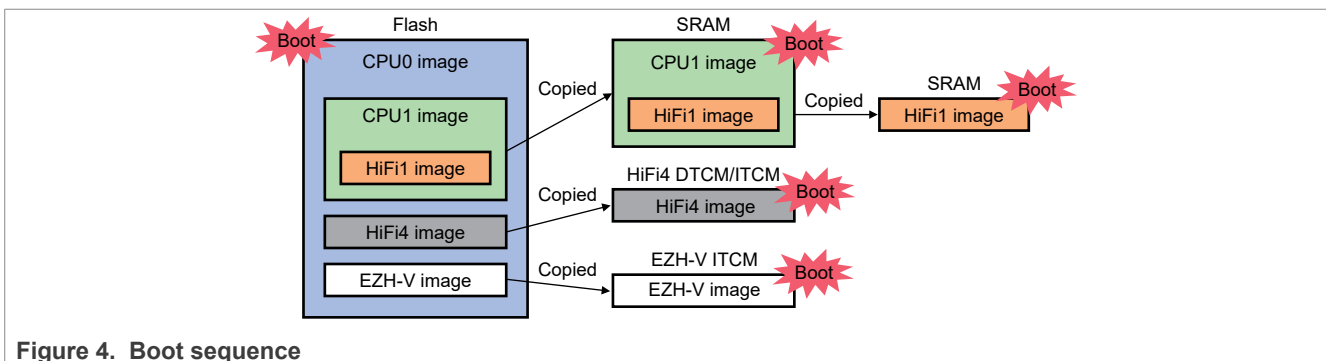 Flash
Boot
CPU0 image
CPU1 image
HiFi1 image
HiFi4 image
EZH-V image
Copied
Copied
Copied
SRAM
Boot
CPU1 image
HiFi1 image
Copied
SRAM
Boot
HiFi1 image
HiFi4 DTCM/ITCM
Boot
HiFi4 image
EZH-V ITCM
Boot
EZH-V image
Figure 4. Boot sequence